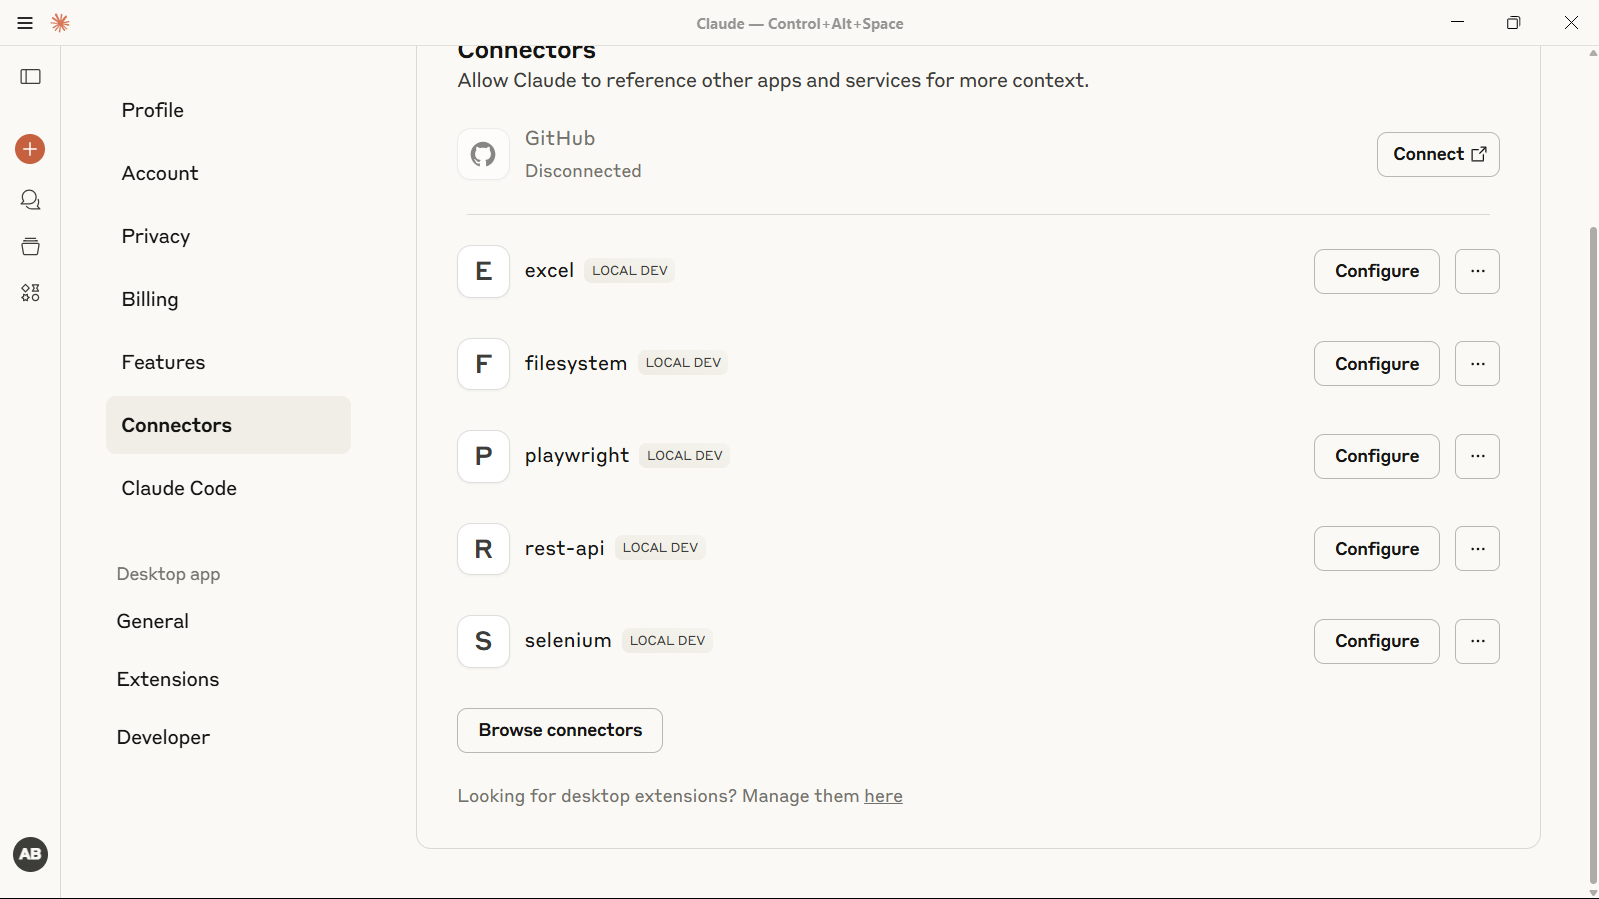 Claude — Control+Alt+Space
Profile
Account
Privacy
Billing
Features
Connectors
Claude Code
Desktop app
General
Extensions
Developer
AB
Connectors
Allow Claude to reference other apps and services for more context.
GitHub
Disconnected
Connect
E excel LOCAL DEV Configure ...
F filesystem LOCAL DEV Configure ...
P playwright LOCAL DEV Configure ...
R rest-api LOCAL DEV Configure ...
S selenium LOCAL DEV Configure ...
Browse connectors
Looking for desktop extensions? Manage them here